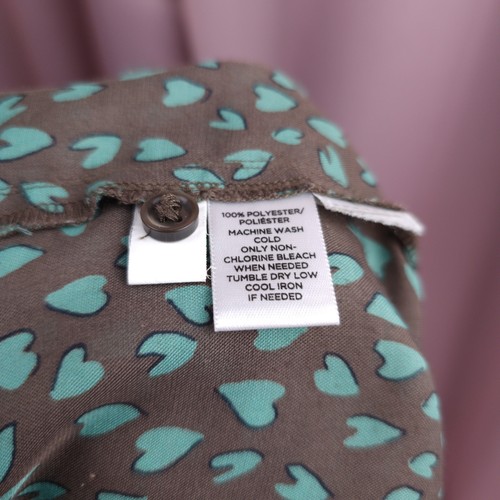 100% POLYESTER/
POLIÉSTER
MACHINE WASH
COLD
ONLY NON-
CHLORINE BLEACH
WHEN NEEDED
TUMBLE DRY LOW
COOL IRON
IF NEEDED